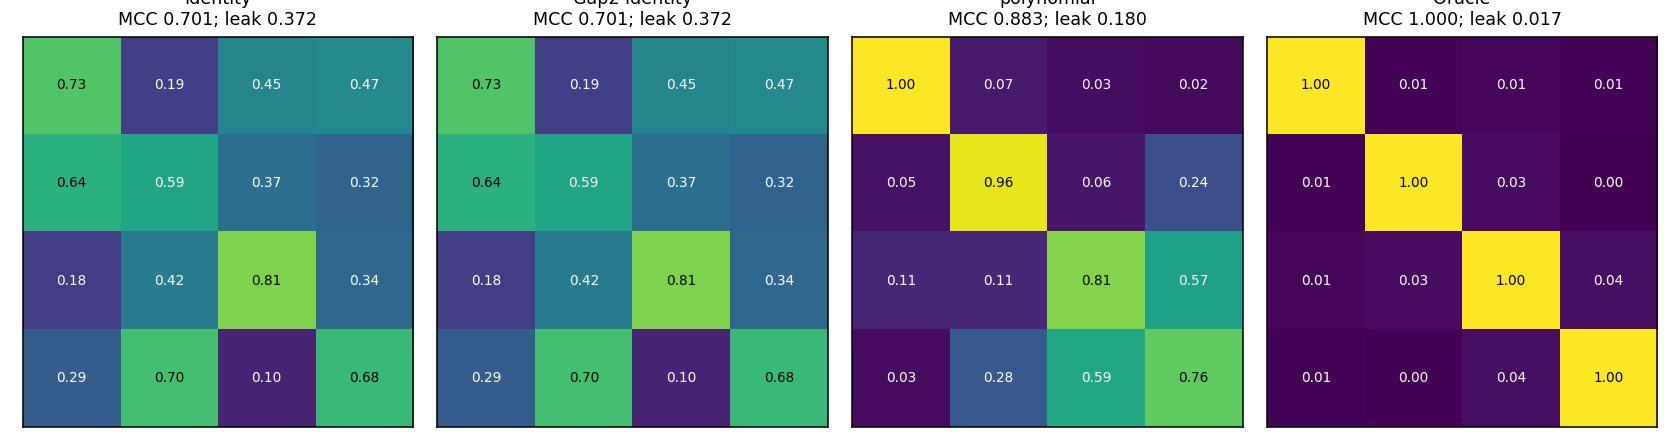 identity Gap2 identity polynomial Oracle
MCC 0.701; leak 0.372 MCC 0.701; leak 0.372 MCC 0.883; leak 0.180 MCC 1.000; leak 0.017
0.73 0.19 0.45 0.47 0.73 0.19 0.45 0.47 1.00 0.07 0.03 0.02 1.00 0.01 0.01 0.01
0.64 0.59 0.37 0.32 0.64 0.59 0.37 0.32 0.05 0.96 0.06 0.24 0.01 1.00 0.03 0.00
0.18 0.42 0.81 0.34 0.18 0.42 0.81 0.34 0.11 0.11 0.81 0.57 0.01 0.03 1.00 0.04
0.29 0.70 0.10 0.68 0.29 0.70 0.10 0.68 0.03 0.28 0.59 0.76 0.01 0.00 0.04 1.00